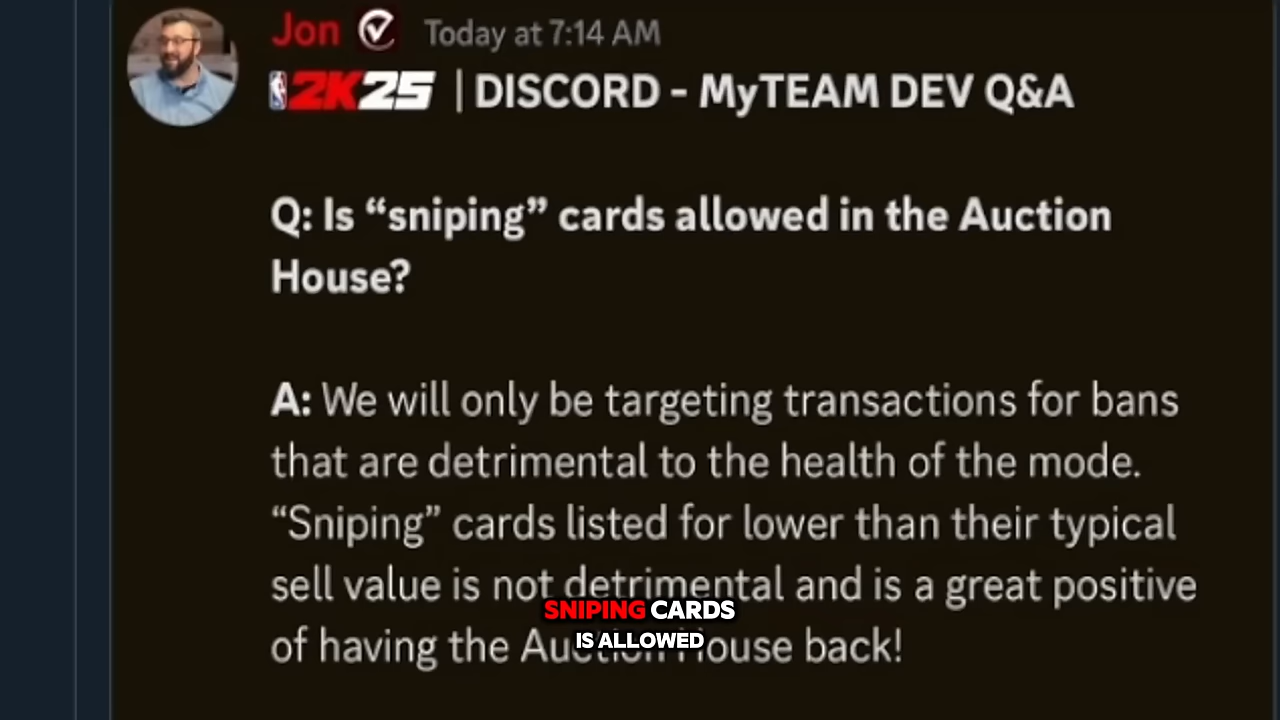 Jon Today at 7:14 AM
NBA 2K25 | DISCORD - MyTEAM DEV Q&A
Q: Is “sniping” cards allowed in the Auction
House?
A: We will only be targeting transactions for bans
that are detrimental to the health of the mode.
“Sniping” cards listed for lower than their typical
sell value is not detrimental and is a great positive
of having the Auction House back!
SNIPING CARDS
IS ALLOWED